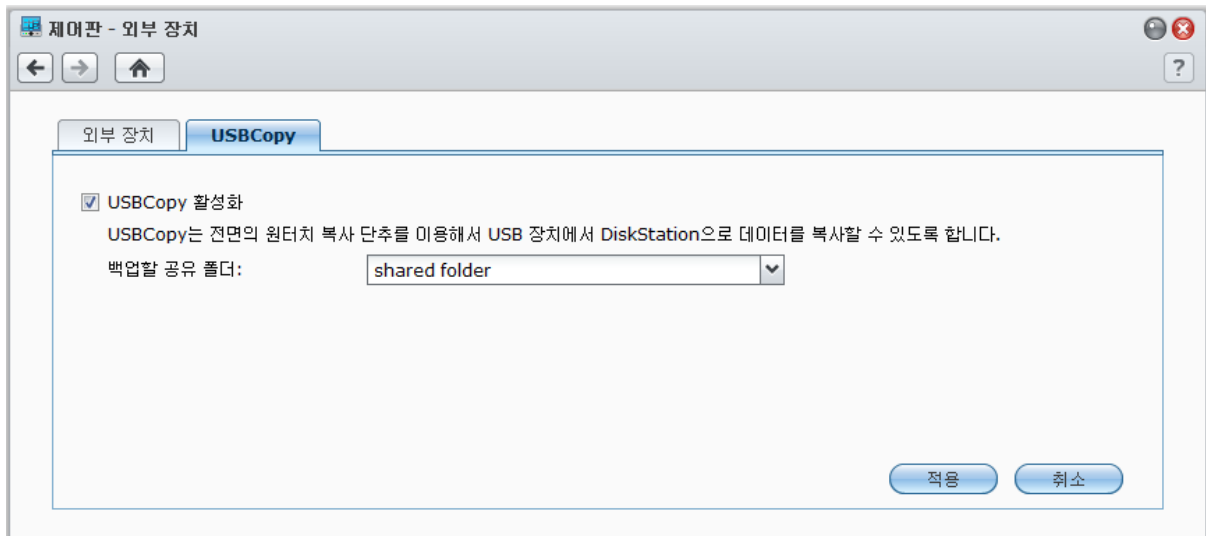 제어판 - 외부 장치
?
외부 장치 USBCopy
USBCopy 활성화
USBCopy는 전면의 원터치 복사 단추를 이용해서 USB 장치에서 DiskStation으로 데이터를 복사할 수 있도록 합니다.
백업할 공유 폴더: shared folder
적용 취소